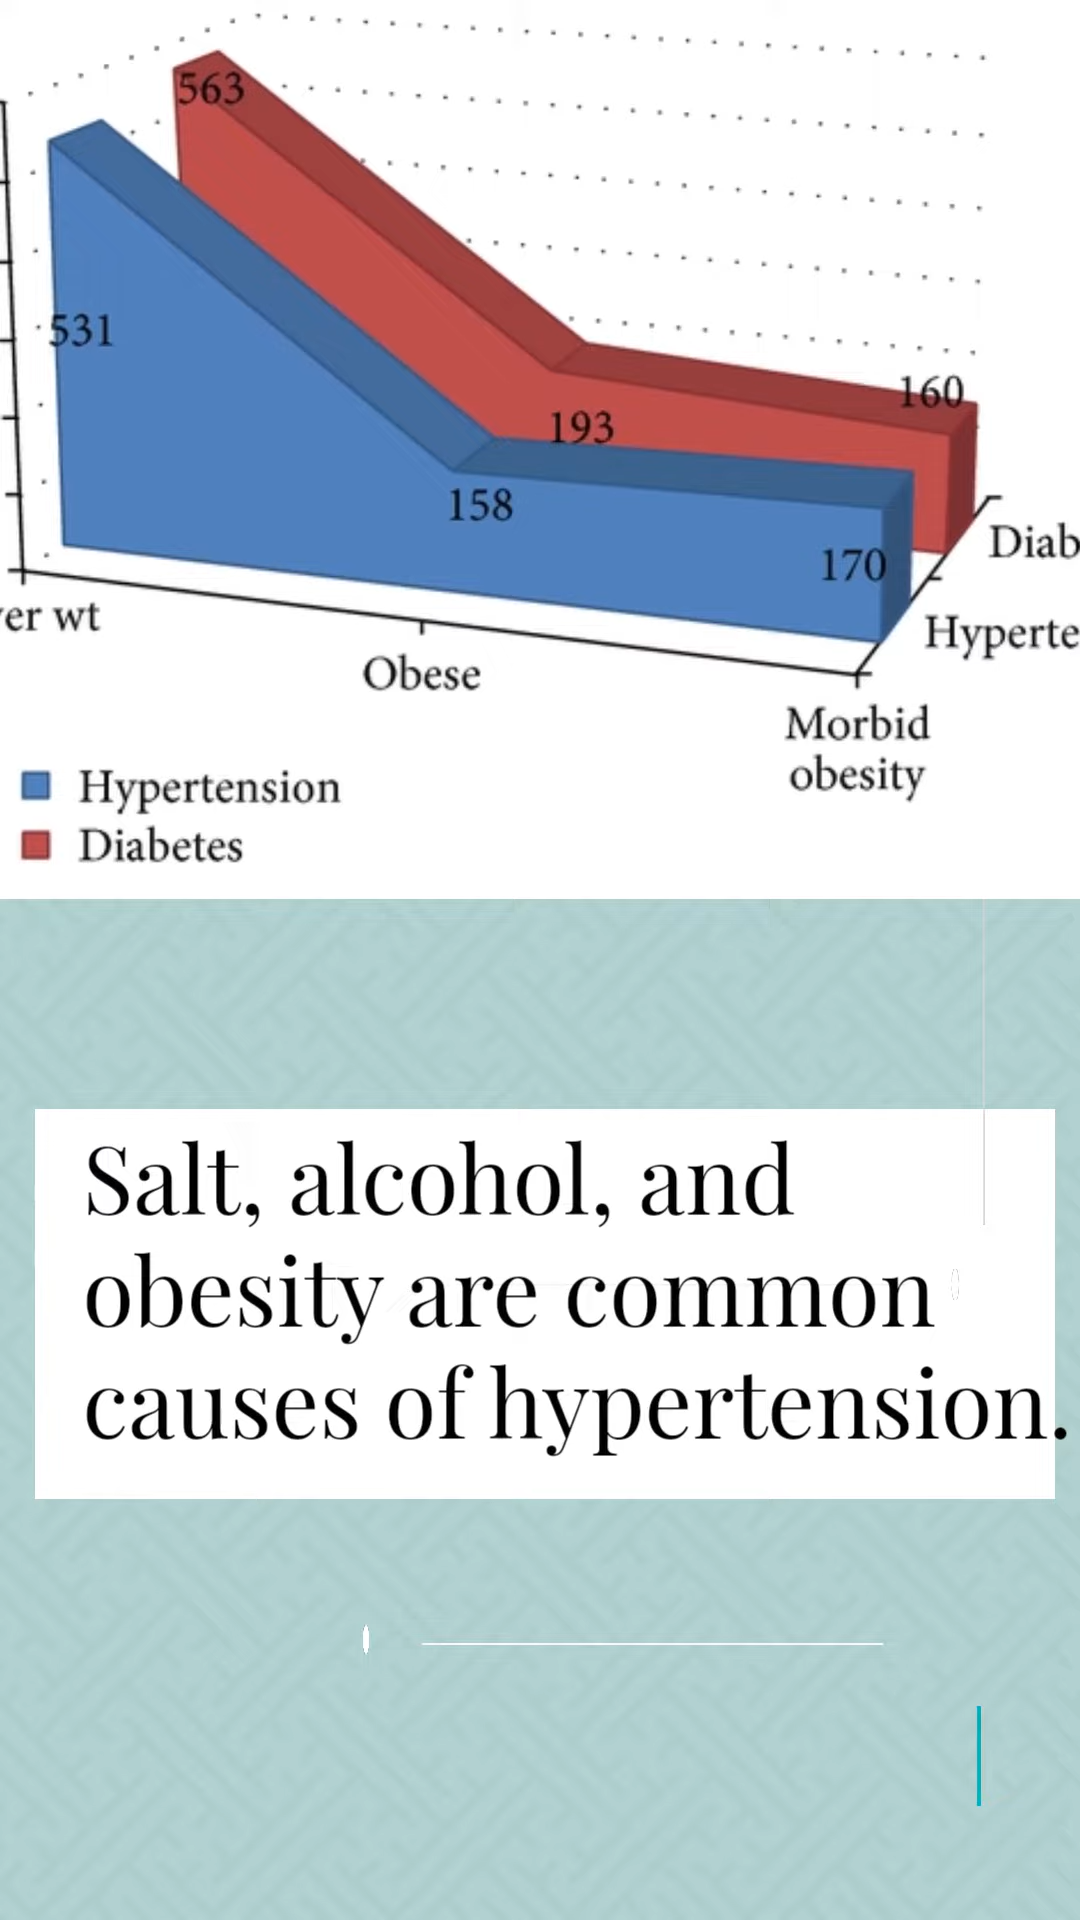 563
531
160
193
158
170
Diab
er wt
Hyperte
Obese
Morbid
obesity
Hypertension
Diabetes
Salt, alcohol, and
obesity are common
causes of hypertension.